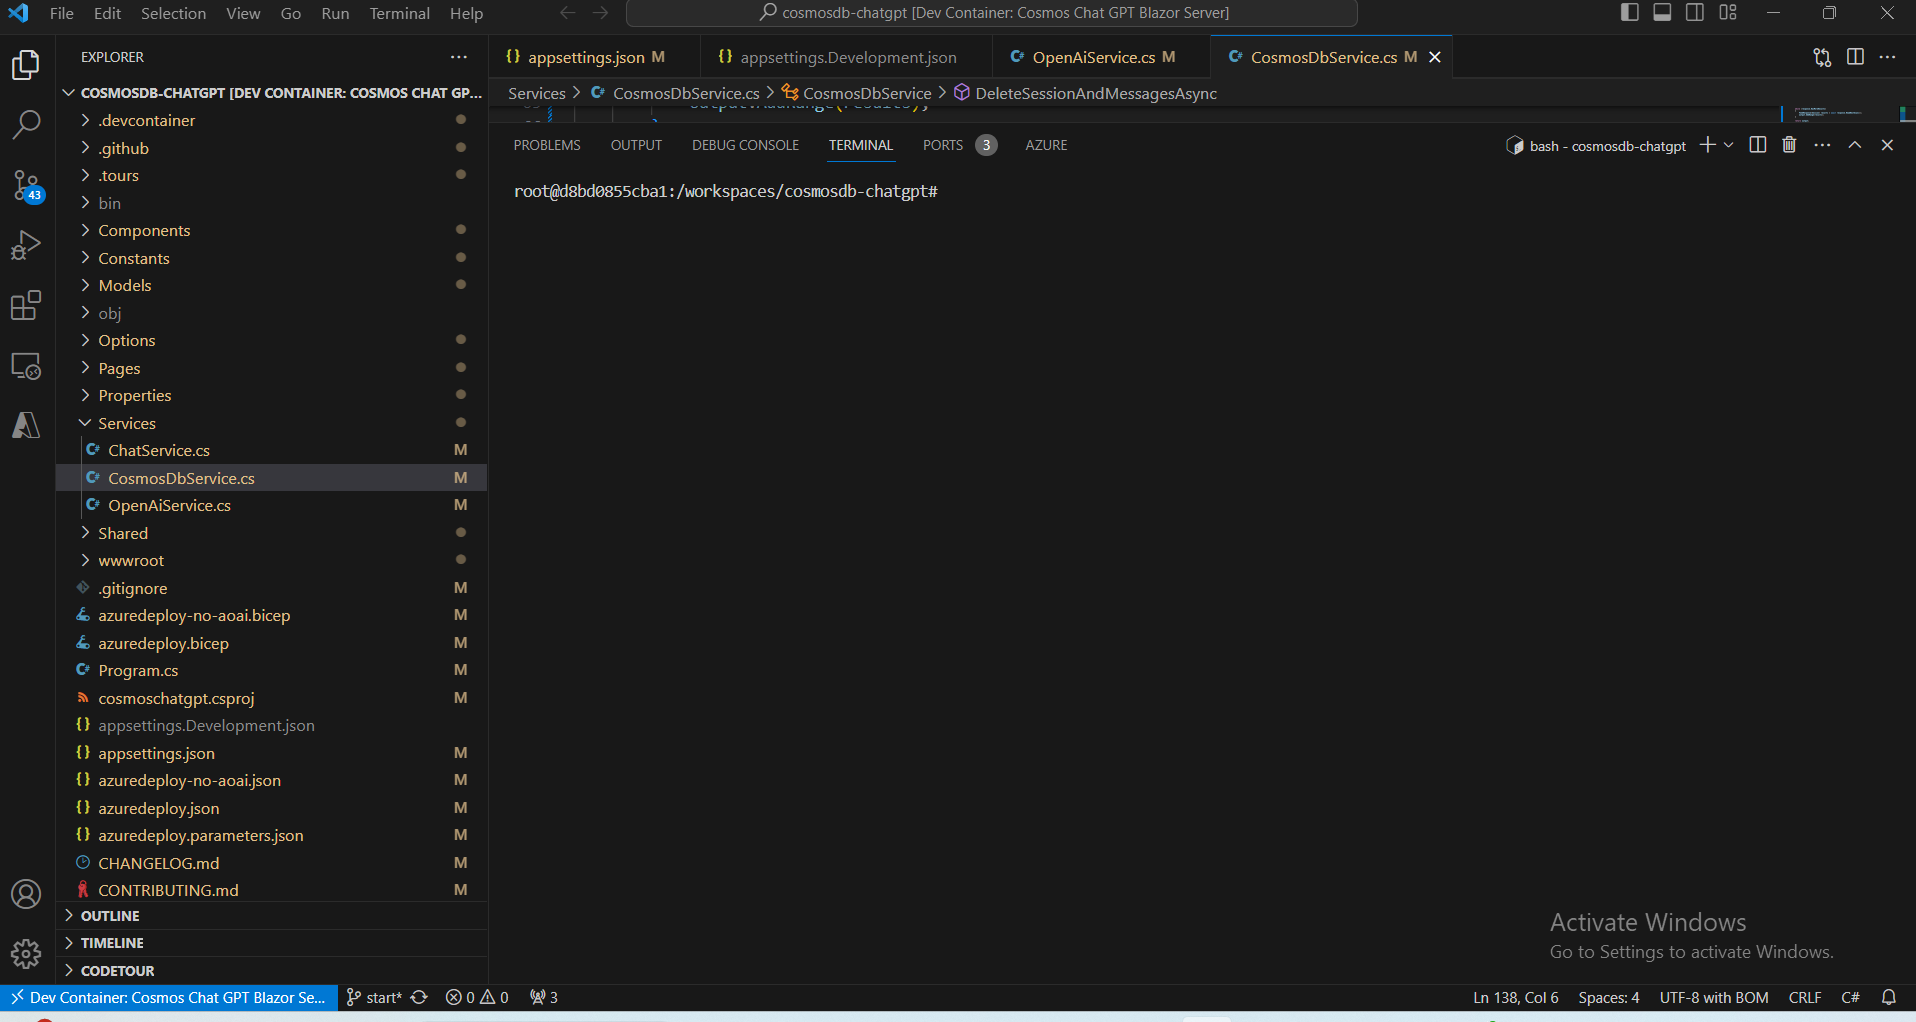 File Edit Selection View Go Run Terminal Help
cosmosdb-chatgpt [Dev Container: Cosmos Chat GPT Blazor Server]
EXPLORER
appsettings.json M
appsettings.Development.json
OpenAiService.cs M
CosmosDbService.cs M
COSMOSDB-CHATGPT [DEV CONTAINER: COSMOS CHAT GP...
Services > CosmosDbService.cs > CosmosDbService > DeleteSessionAndMessagesAsync
.devcontainer
.github
.tours
bin
Components
Constants
Models
obj
Options
Pages
Properties
Services
ChatService.cs M
CosmosDbService.cs M
OpenAiService.cs M
Shared
wwwroot
.gitignore M
azuredeploy-no-aoai.bicep M
azuredeploy.bicep M
Program.cs M
cosmoschatgpt.csproj M
appsettings.Development.json
appsettings.json M
azuredeploy-no-aoai.json M
azuredeploy.json M
azuredeploy.parameters.json M
CHANGELOG.md M
CONTRIBUTING.md M
OUTLINE
TIMELINE
CODETOUR
43
PROBLEMS OUTPUT DEBUG CONSOLE TERMINAL PORTS 3 AZURE
bash - cosmosdb-chatgpt
root@d8bd0855cba1:/workspaces/cosmosdb-chatgpt#
Activate Windows
Go to Settings to activate Windows.
Dev Container: Cosmos Chat GPT Blazor Se... start* 0 0 3
Ln 138, Col 6 Spaces: 4 UTF-8 with BOM CRLF C#